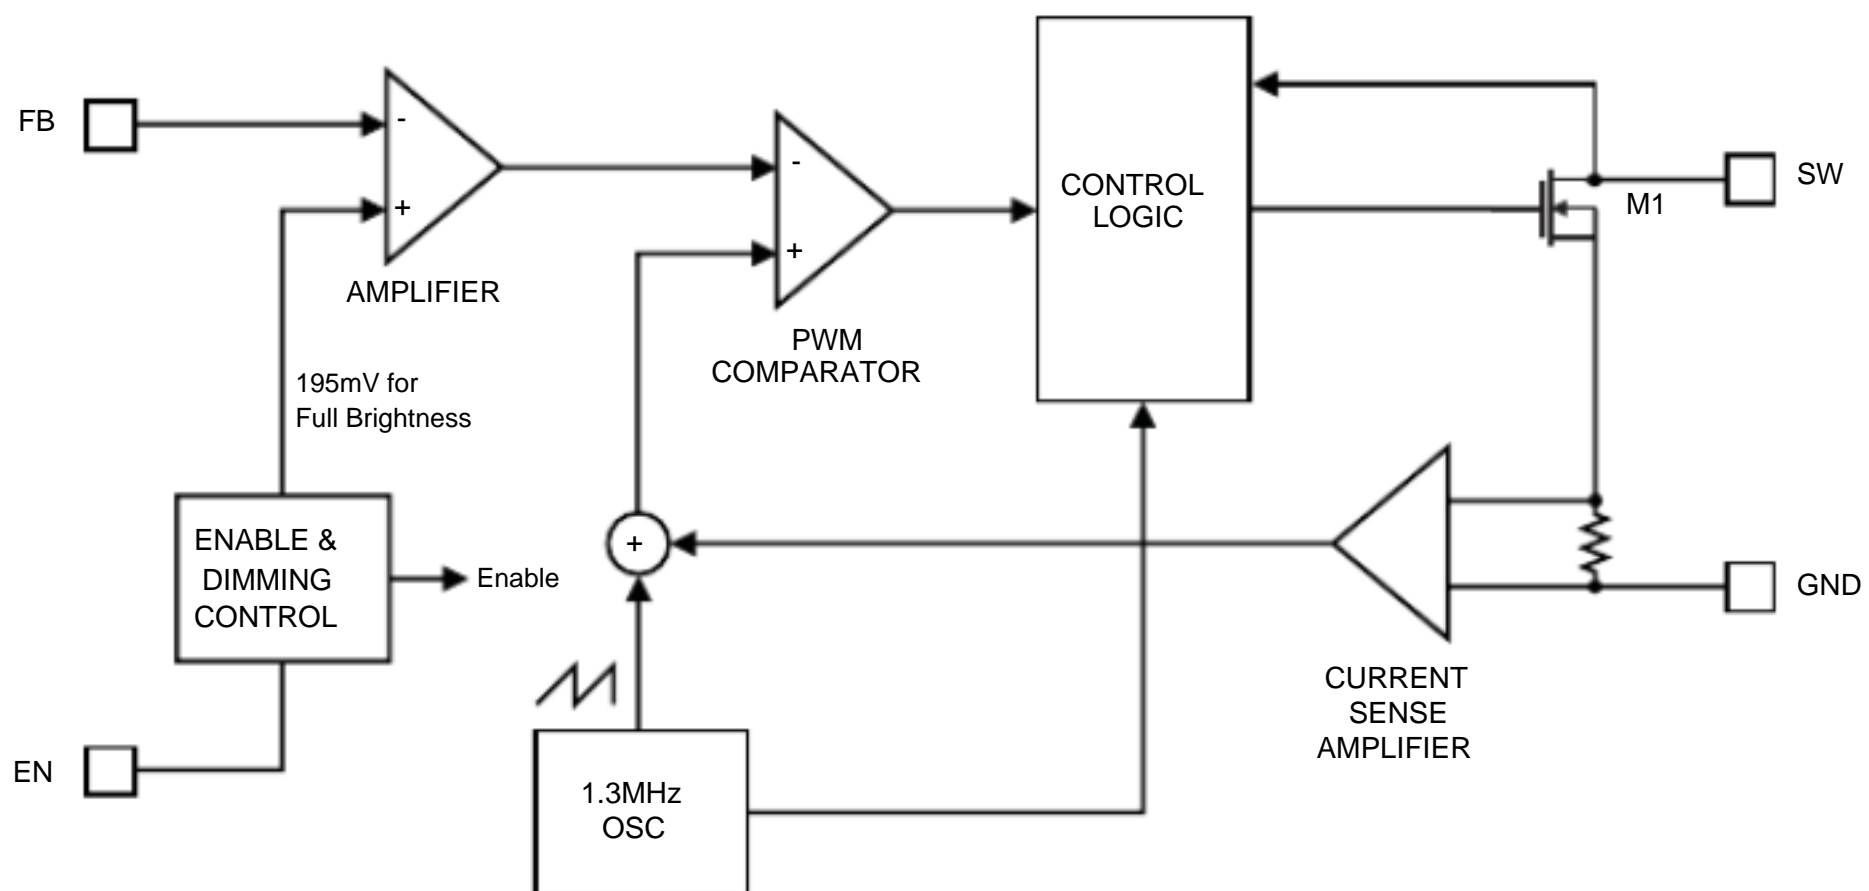 FB
-
+
AMPLIFIER
-
+
PWM
COMPARATOR
CONTROL
LOGIC
SW
M1
195mV for
Full Brightness
ENABLE &
DIMMING
CONTROL
Enable
+
GND
CURRENT
SENSE
AMPLIFIER
EN
1.3MHz
OSC